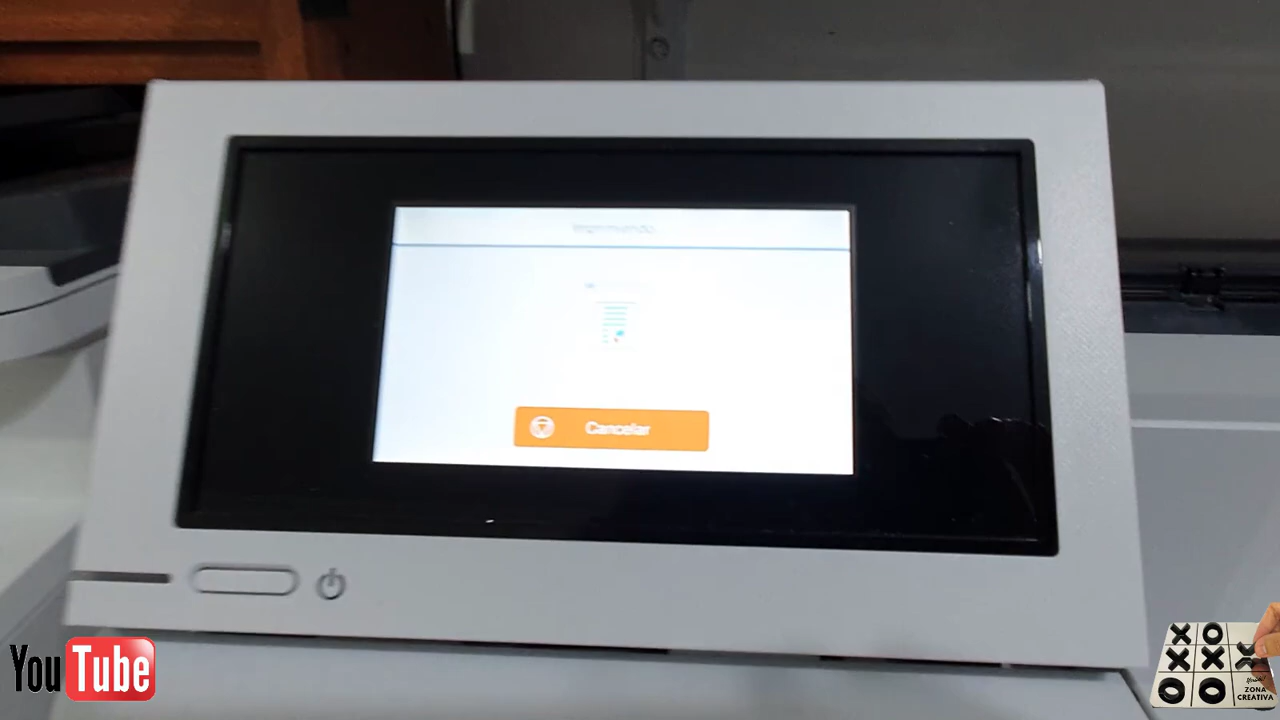 Cancelar
YouTube
X O
X X X
O O
ZONA
CREATIVA